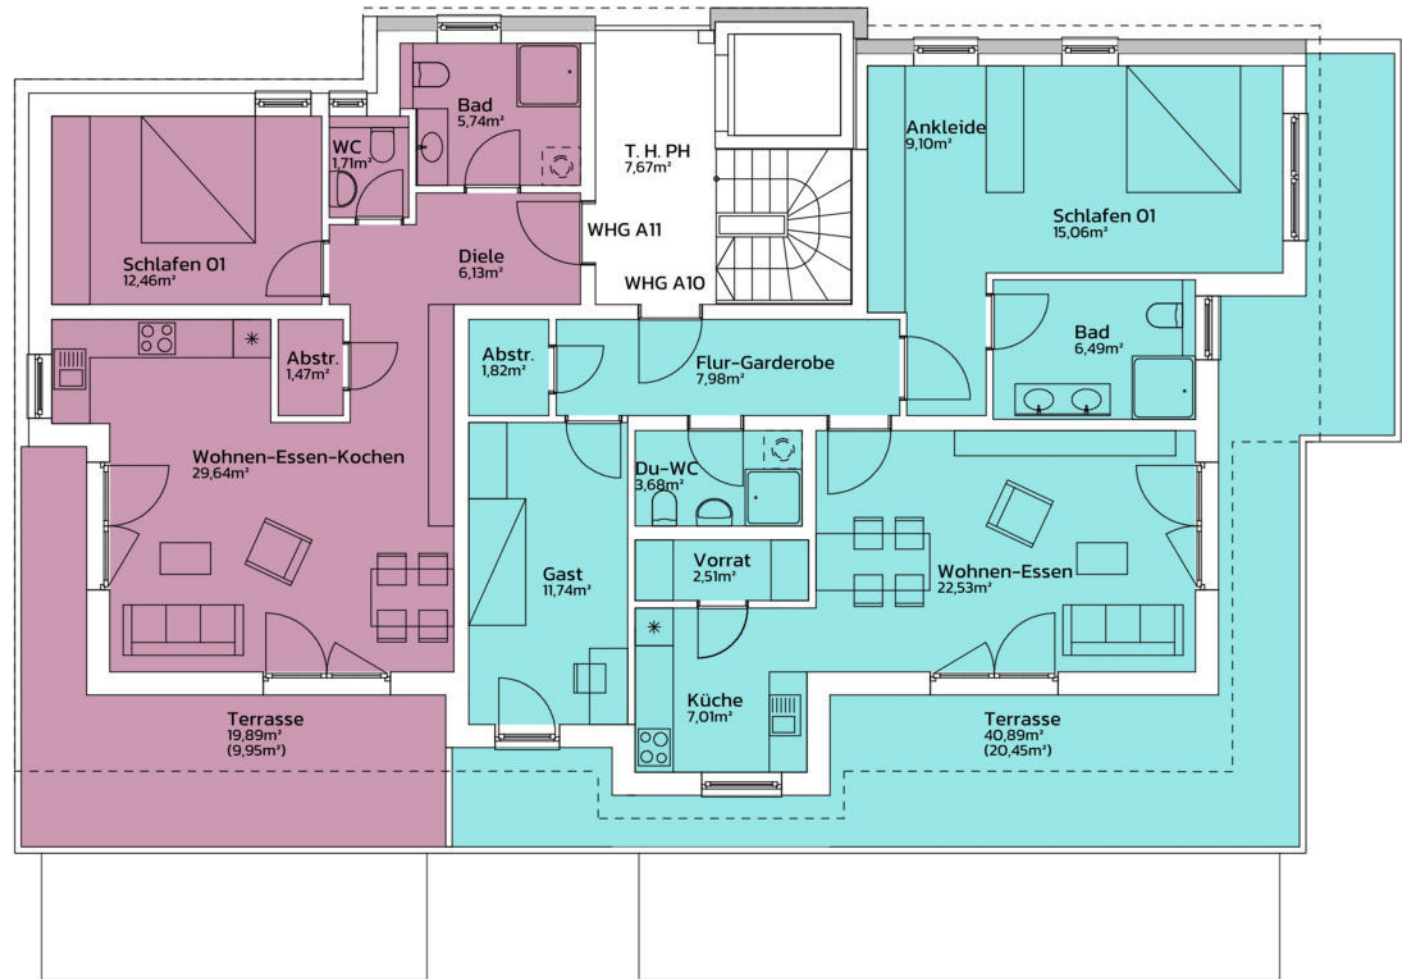 Bad
5,74m²
WC
1,71m²
T. H. PH
7,67m²
Ankleide
9,10m²
Schlafen 01
15,06m²
WHG A11
Diele
6,13m²
Schlafen 01
12,46m²
WHG A10
Bad
6,49m²
Abstr.
1,47m²
Abstr.
1,82m²
Flur-Garderobe
7,98m²
Wohnen-Essen-Kochen
29,64m²
Du-WC
3,68m²
Gast
11,74m²
Vorrat
2,51m²
Wohnen-Essen
22,53m²
Küche
7,01m²
Terrasse
19,89m²
(9,95m²)
Terrasse
40,89m²
(20,45m²)